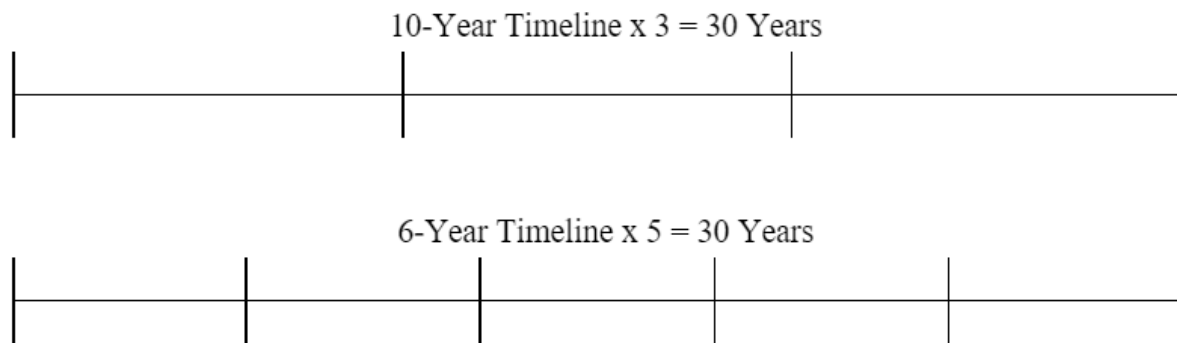 10-Year Timeline x 3 = 30 Years
6-Year Timeline x 5 = 30 Years